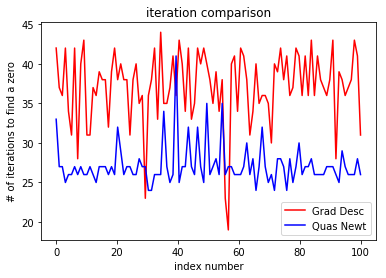 iteration comparison
# of iterations to find a zero
45
40
35
30
25
20
0
20
40
60
80
100
index number
Grad Desc
Quas Newt